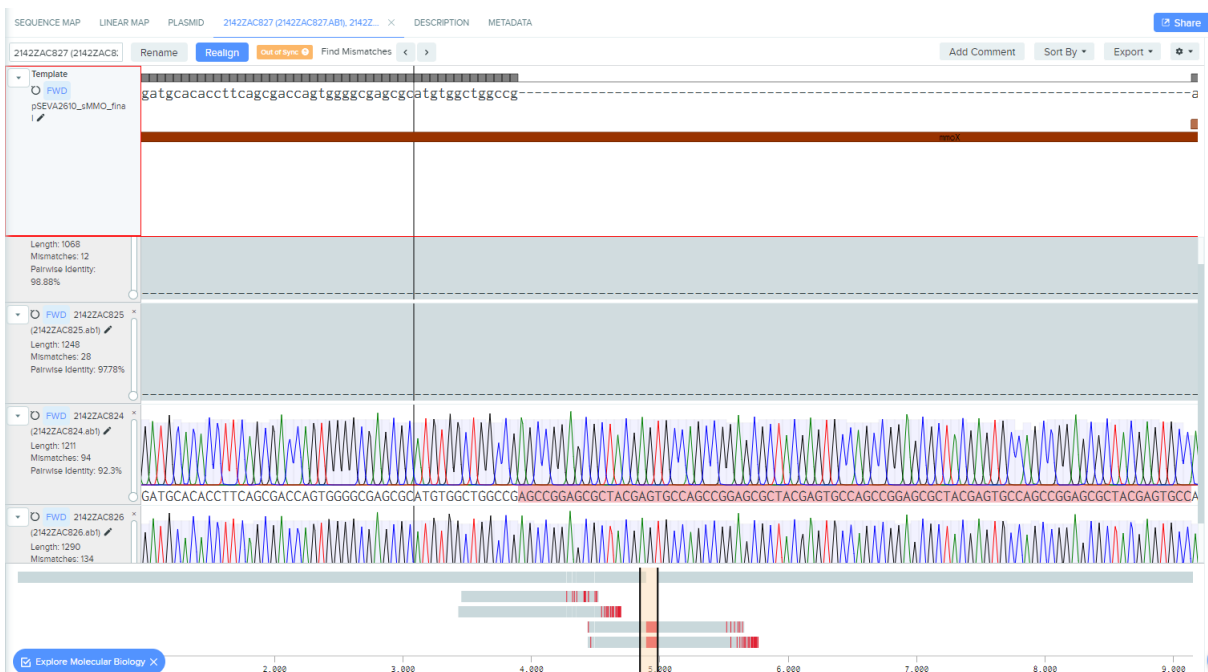 SEQUENCE MAP LINEAR MAP PLASMID 2142ZAC827 (2142ZAC827.AB1), 2142Z... × DESCRIPTION METADATA
Share
2142ZAC827 (2142ZAC8: Rename Realign Out of Sync Find Mismatches < > Add Comment Sort By Export
Template
FWD
pSEVA2610_sMMO_fina
l
gatgcacaccttcagcgaccagtggggcgagcgcatgtggctggccg
a
mmoX
Length: 1068
Mismatches: 12
Pairwise Identity:
98.88%
FWD 2142ZAC825 ×
(2142ZAC825.ab1)
Length: 1248
Mismatches: 28
Pairwise Identity: 97.78%
FWD 2142ZAC824 ×
(2142ZAC824.ab1)
Length: 1211
Mismatches: 94
Pairwise Identity: 92.3%
GATGCACACCTTCAGCGACCAGTGGGGCGAGCGCATGTGGCTGGCCGAGCCGGAGCGCTACGAGTGCCAGCCGGAGCGCTACGAGTGCCAGCCGGAGCGCTACGAGTGCCAGCCGGAGCGCTACGAGTGCCA
FWD 2142ZAC826 ×
(2142ZAC826.ab1)
Length: 1290
Mismatches: 134
Explore Molecular Biology ×
2,000 3,000 4,000 5,000 6,000 7,000 8,000 9,000